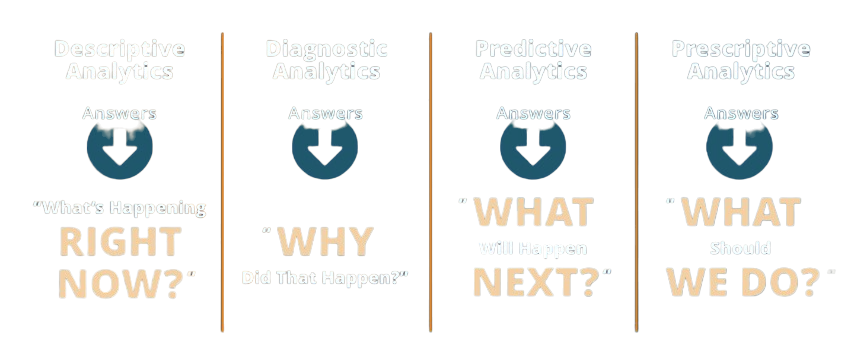 Descriptive
Analytics
Answers
“What's Happening
RIGHT
NOW?”
Diagnostic
Analytics
Answers
“WHY
Did That Happen?”
Predictive
Analytics
Answers
“WHAT
Will Happen
NEXT?”
Prescriptive
Analytics
Answers
“WHAT
Should
WE DO?”